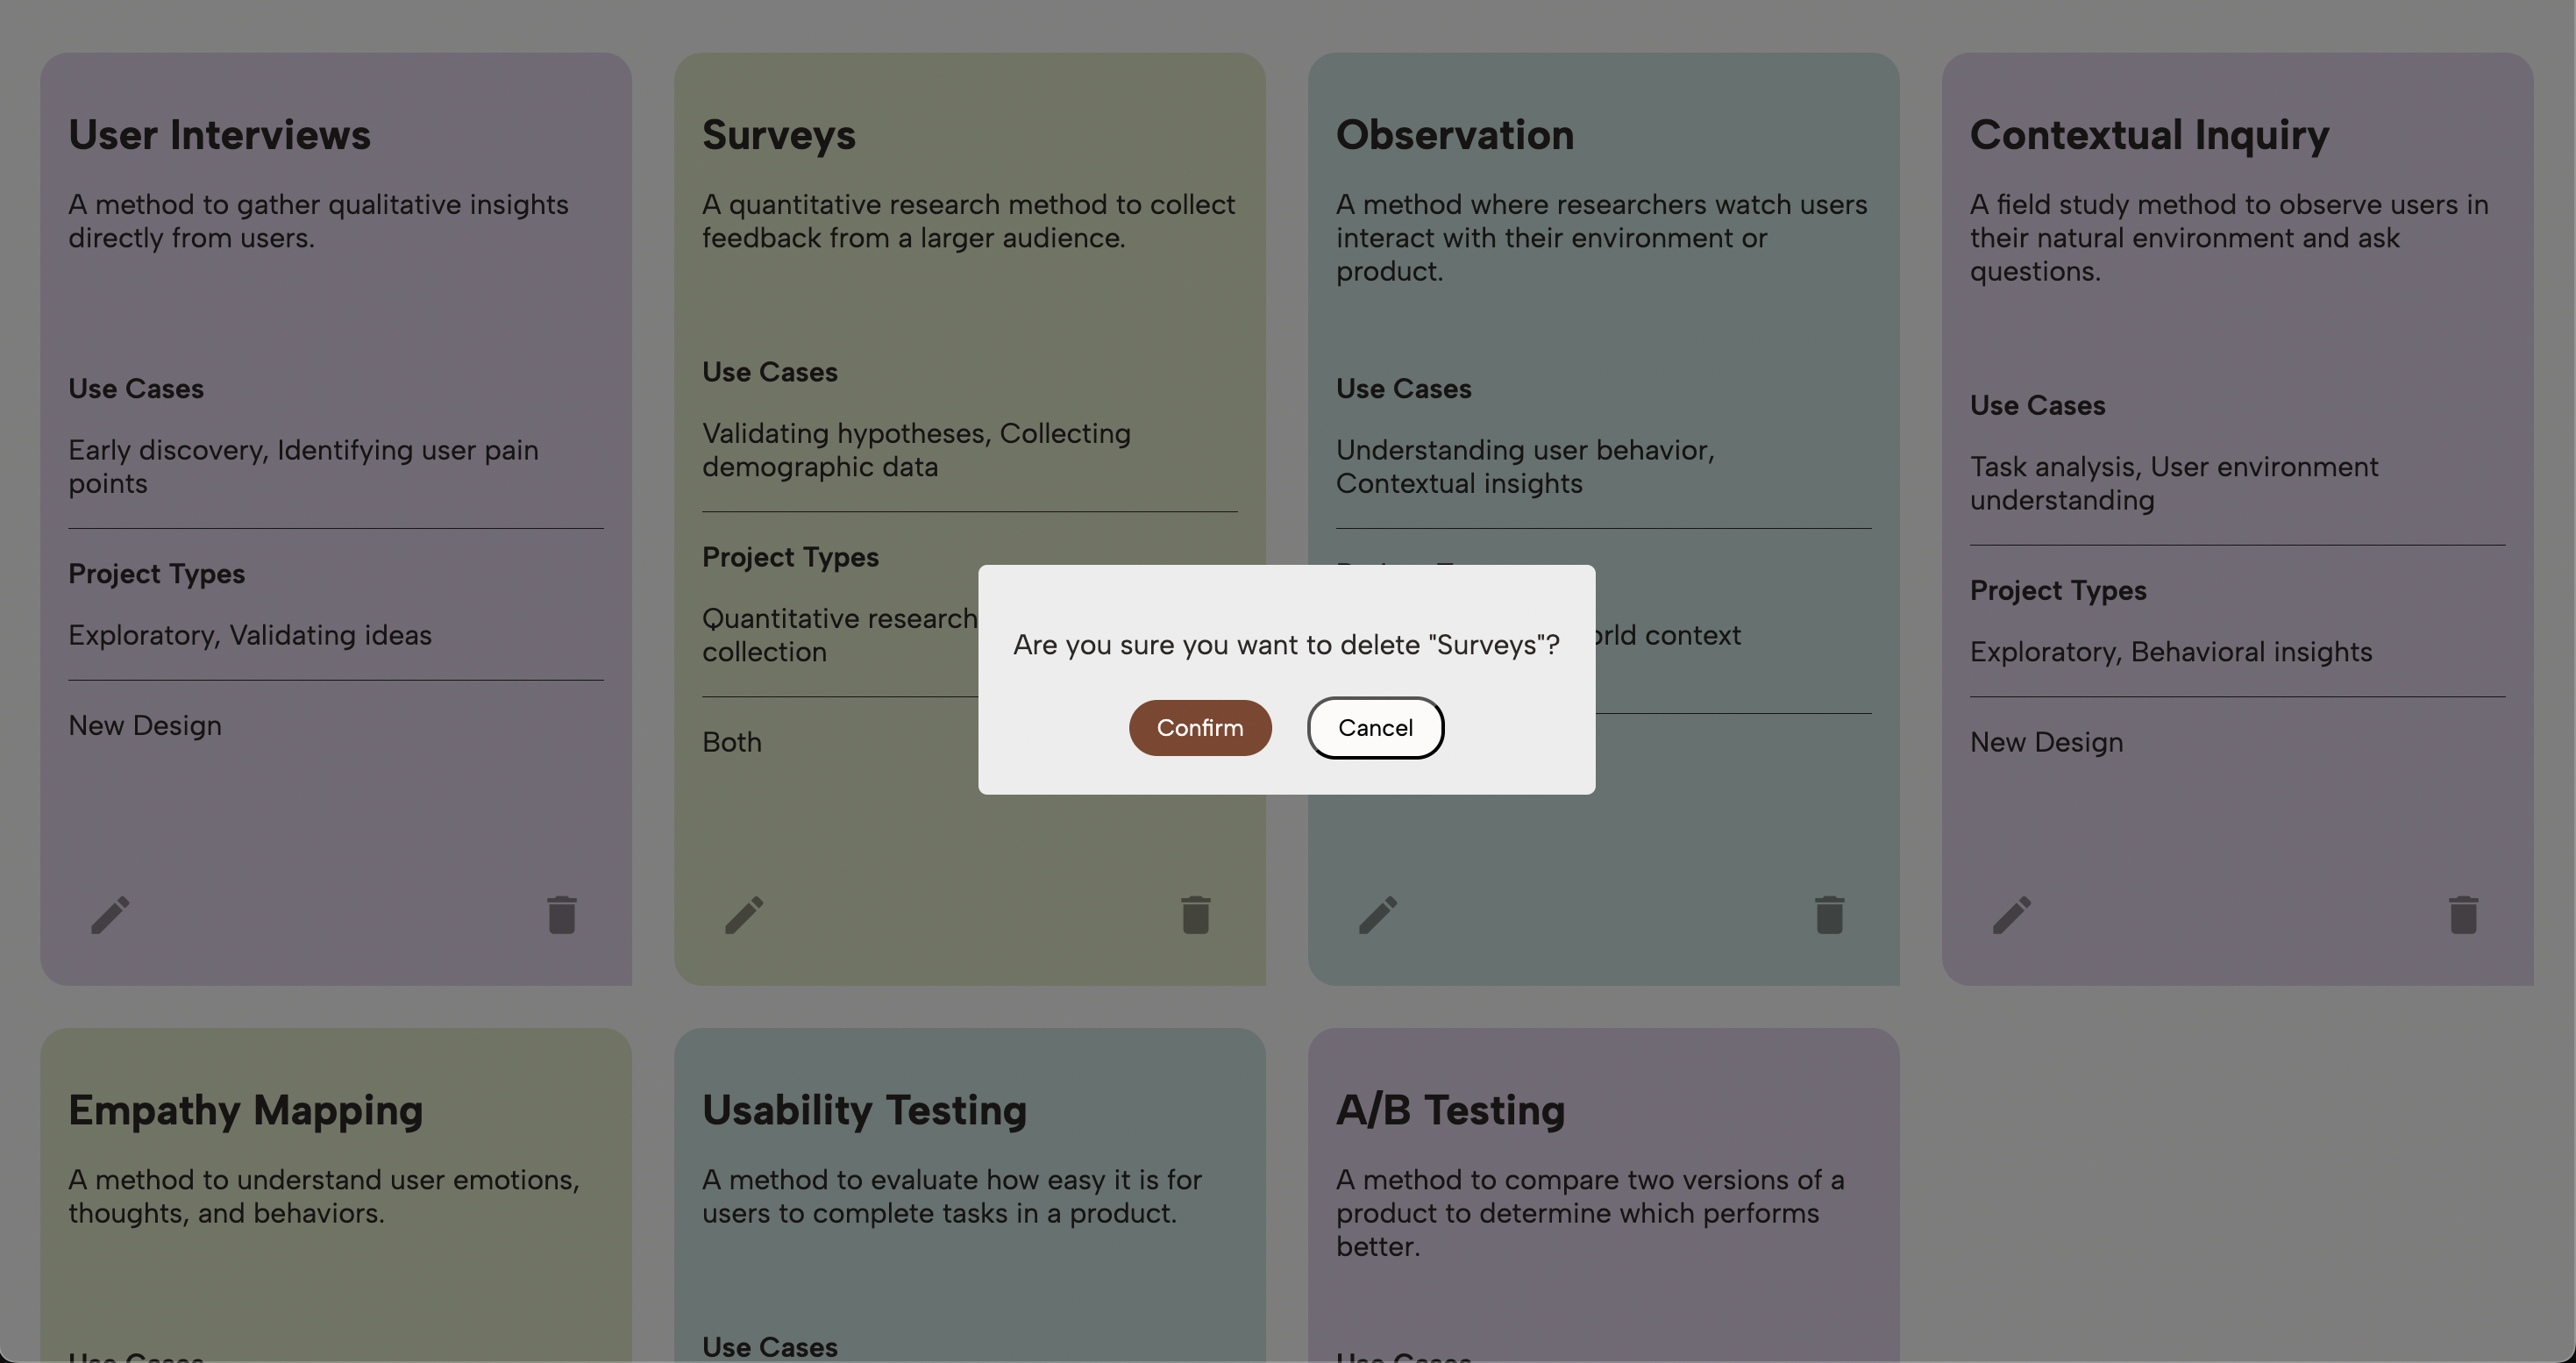 User Interviews
A method to gather qualitative insights
directly from users.
Use Cases
Early discovery, Identifying user pain
points
Project Types
Exploratory, Validating ideas
New Design
Surveys
A quantitative research method to collect
feedback from a larger audience.
Use Cases
Validating hypotheses, Collecting
demographic data
Project Types
Quantitative research
collection
Both
Observation
A method where researchers watch users
interact with their environment or
product.
Use Cases
Understanding user behavior,
Contextual insights
context
Contextual Inquiry
A field study method to observe users in
their natural environment and ask
questions.
Use Cases
Task analysis, User environment
understanding
Project Types
Exploratory, Behavioral insights
New Design
Are you sure you want to delete "Surveys"?
Confirm
Cancel
Empathy Mapping
A method to understand user emotions,
thoughts, and behaviors.
Use Cases
Usability Testing
A method to evaluate how easy it is for
users to complete tasks in a product.
Use Cases
A/B Testing
A method to compare two versions of a
product to determine which performs
better.
Use Cases